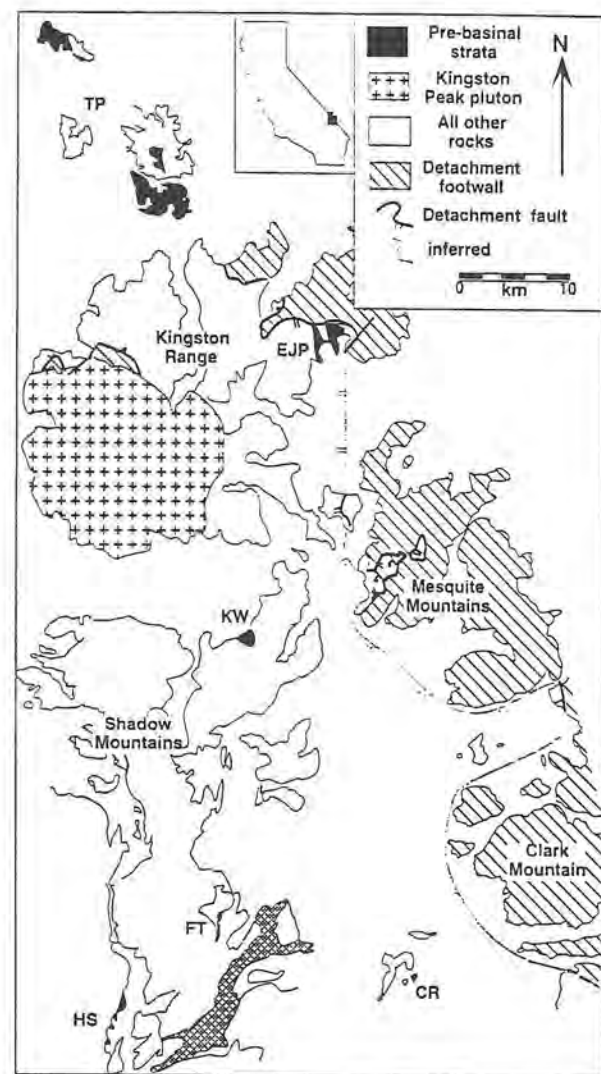 Pre-basinal
strata
Kingston
Peak pluton
All other
rocks
Detachment
footwall
Detachment fault
inferred
0 km 10
N
TP
Kingston
Range
EJP
Mesquite
Mountains
KW
Shadow
Mountains
Clark
Mountain
FT
HS
CR